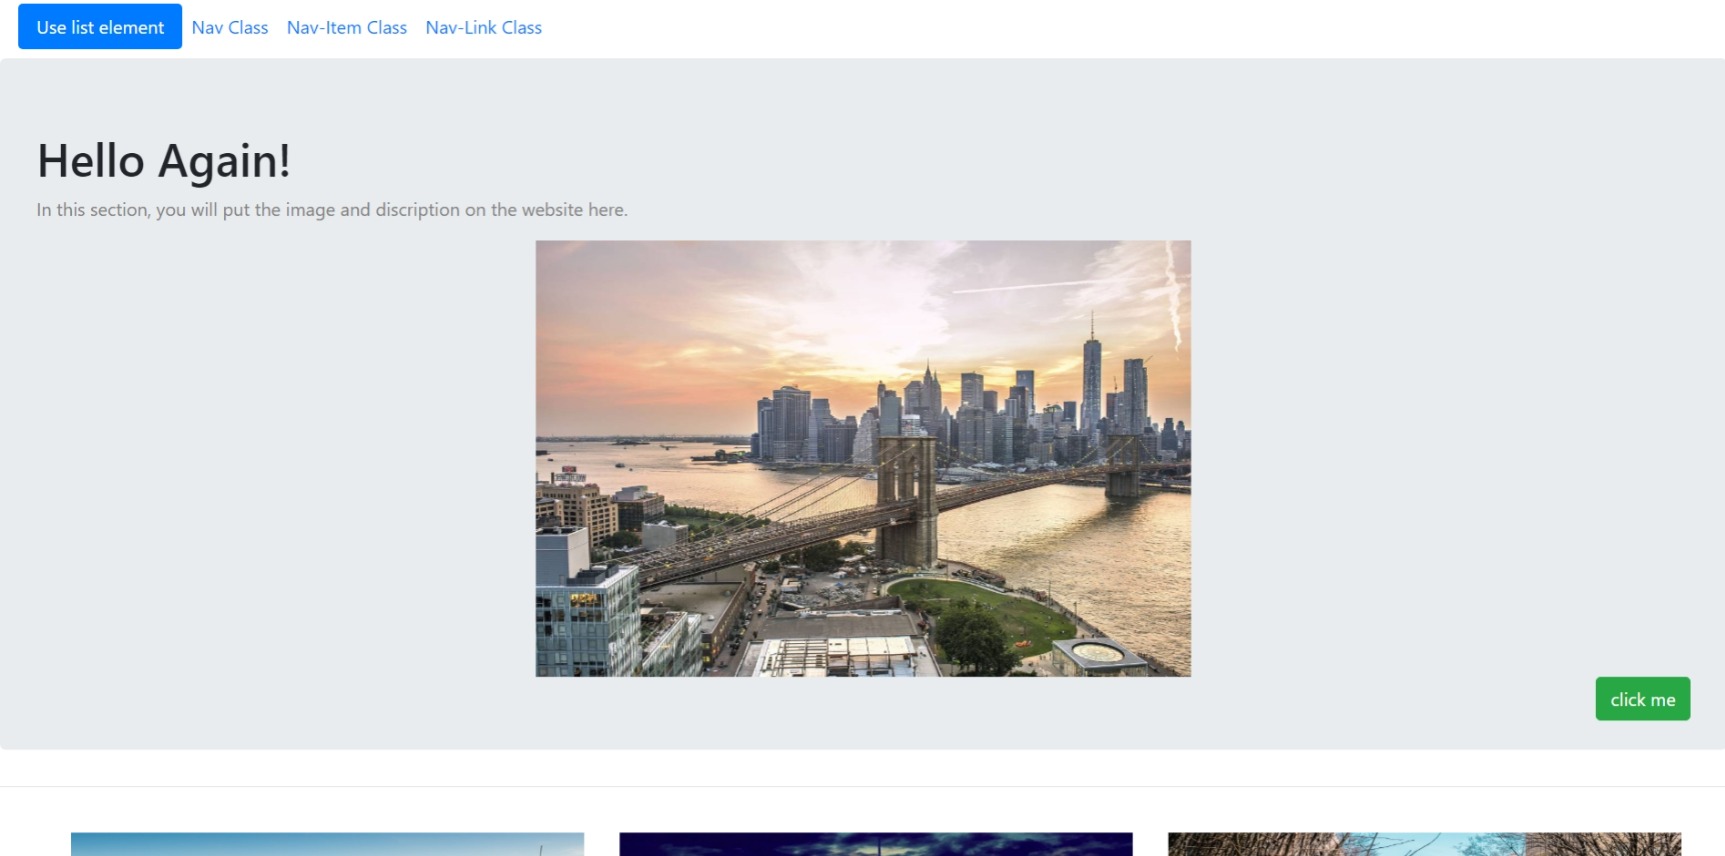 Use list element Nav Class Nav-Item Class Nav-Link Class
Hello Again!
In this section, you will put the image and discription on the website here.
click me